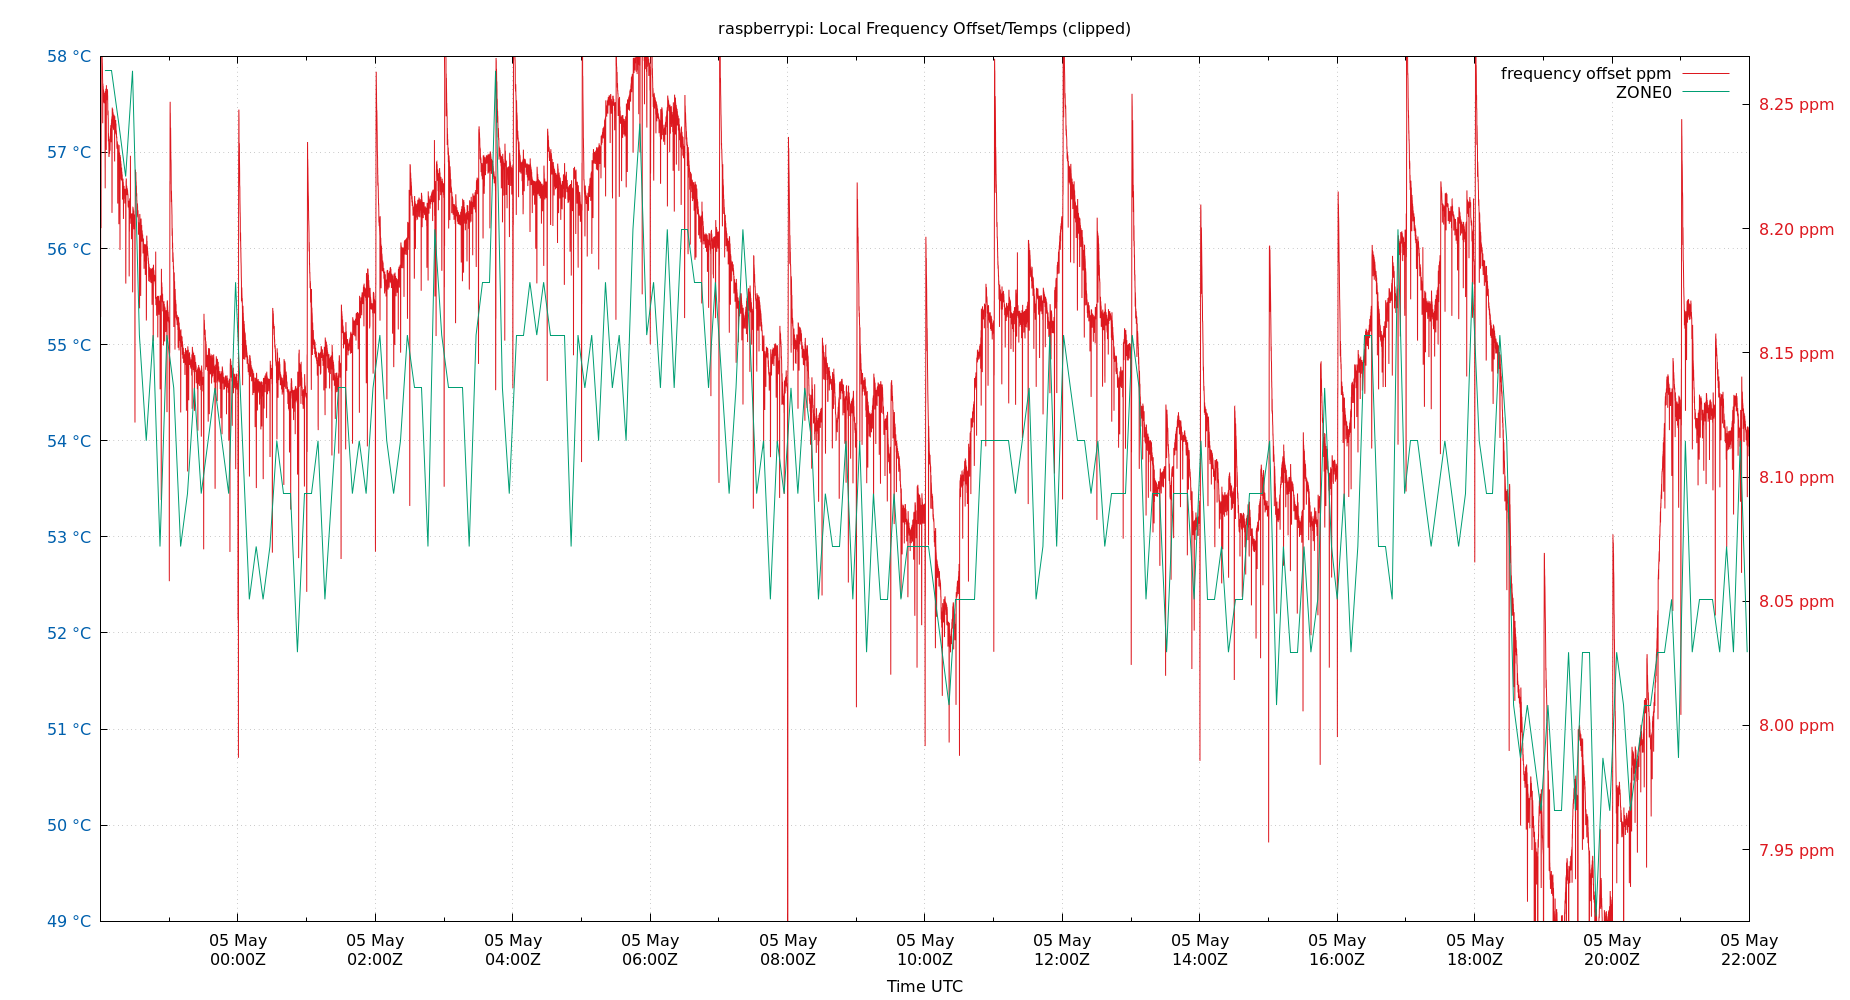 raspberrypi: Local Frequency Offset/Temps (clipped)
frequency offset ppm
ZONE0
58 °C
57 °C
56 °C
55 °C
54 °C
53 °C
52 °C
51 °C
50 °C
49 °C
8.25 ppm
8.20 ppm
8.15 ppm
8.10 ppm
8.05 ppm
8.00 ppm
7.95 ppm
05 May
00:00Z
05 May
02:00Z
05 May
04:00Z
05 May
06:00Z
05 May
08:00Z
05 May
10:00Z
05 May
12:00Z
05 May
14:00Z
05 May
16:00Z
05 May
18:00Z
05 May
20:00Z
05 May
22:00Z
Time UTC